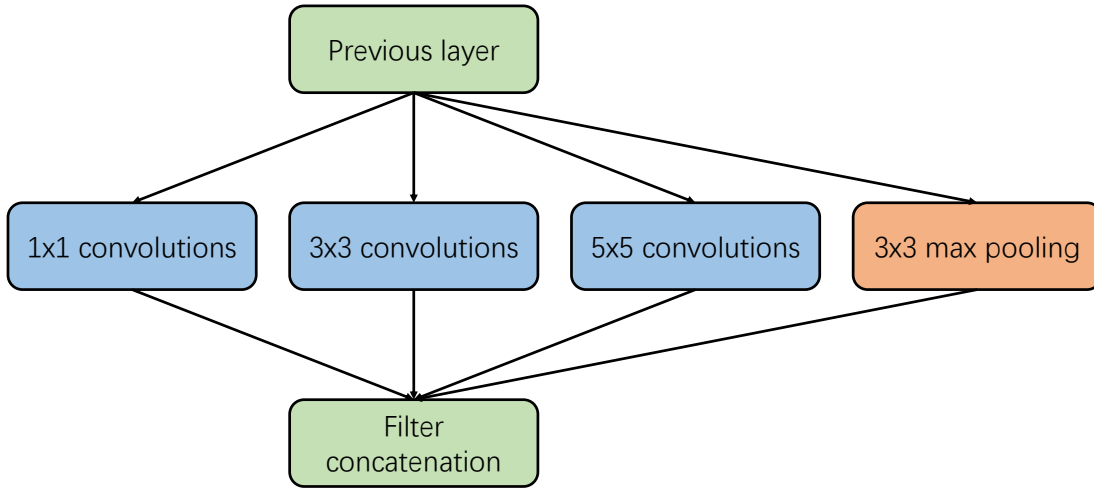 Previous layer
1x1 convolutions
3x3 convolutions
5x5 convolutions
3x3 max pooling
Filter
concatenation